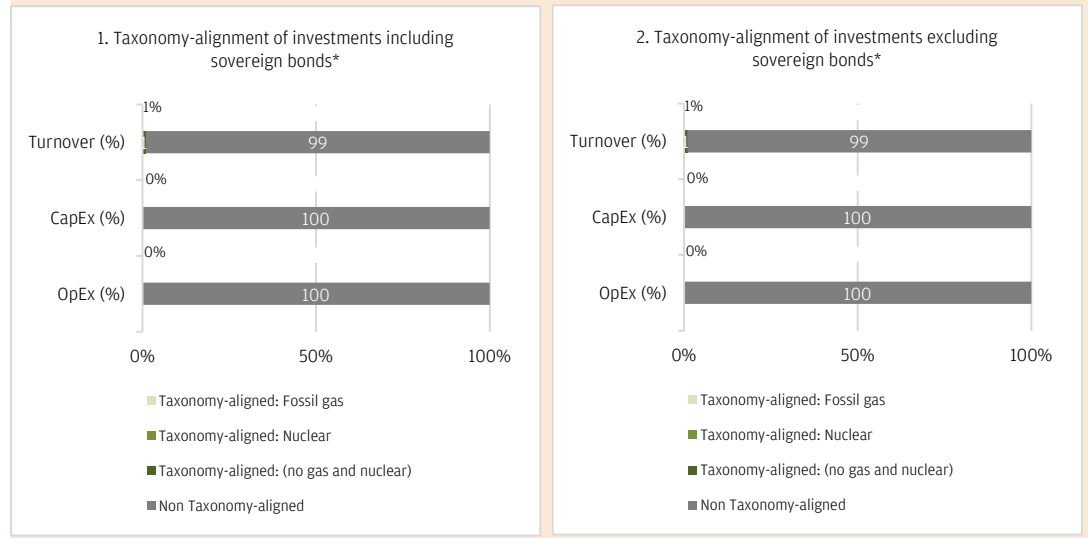 1. Taxonomy-alignment of investments including
sovereign bonds*
1%
Turnover (%)
1
99
0%
CapEx (%)
100
0%
OpEx (%)
100
0%
50%
100%
Taxonomy-aligned: Fossil gas
Taxonomy-aligned: Nuclear
Taxonomy-aligned: (no gas and nuclear)
Non Taxonomy-aligned
2. Taxonomy-alignment of investments excluding
sovereign bonds*
1%
Turnover (%)
1
99
0%
CapEx (%)
100
0%
OpEx (%)
100
0%
50%
100%
Taxonomy-aligned: Fossil gas
Taxonomy-aligned: Nuclear
Taxonomy-aligned: (no gas and nuclear)
Non Taxonomy-aligned